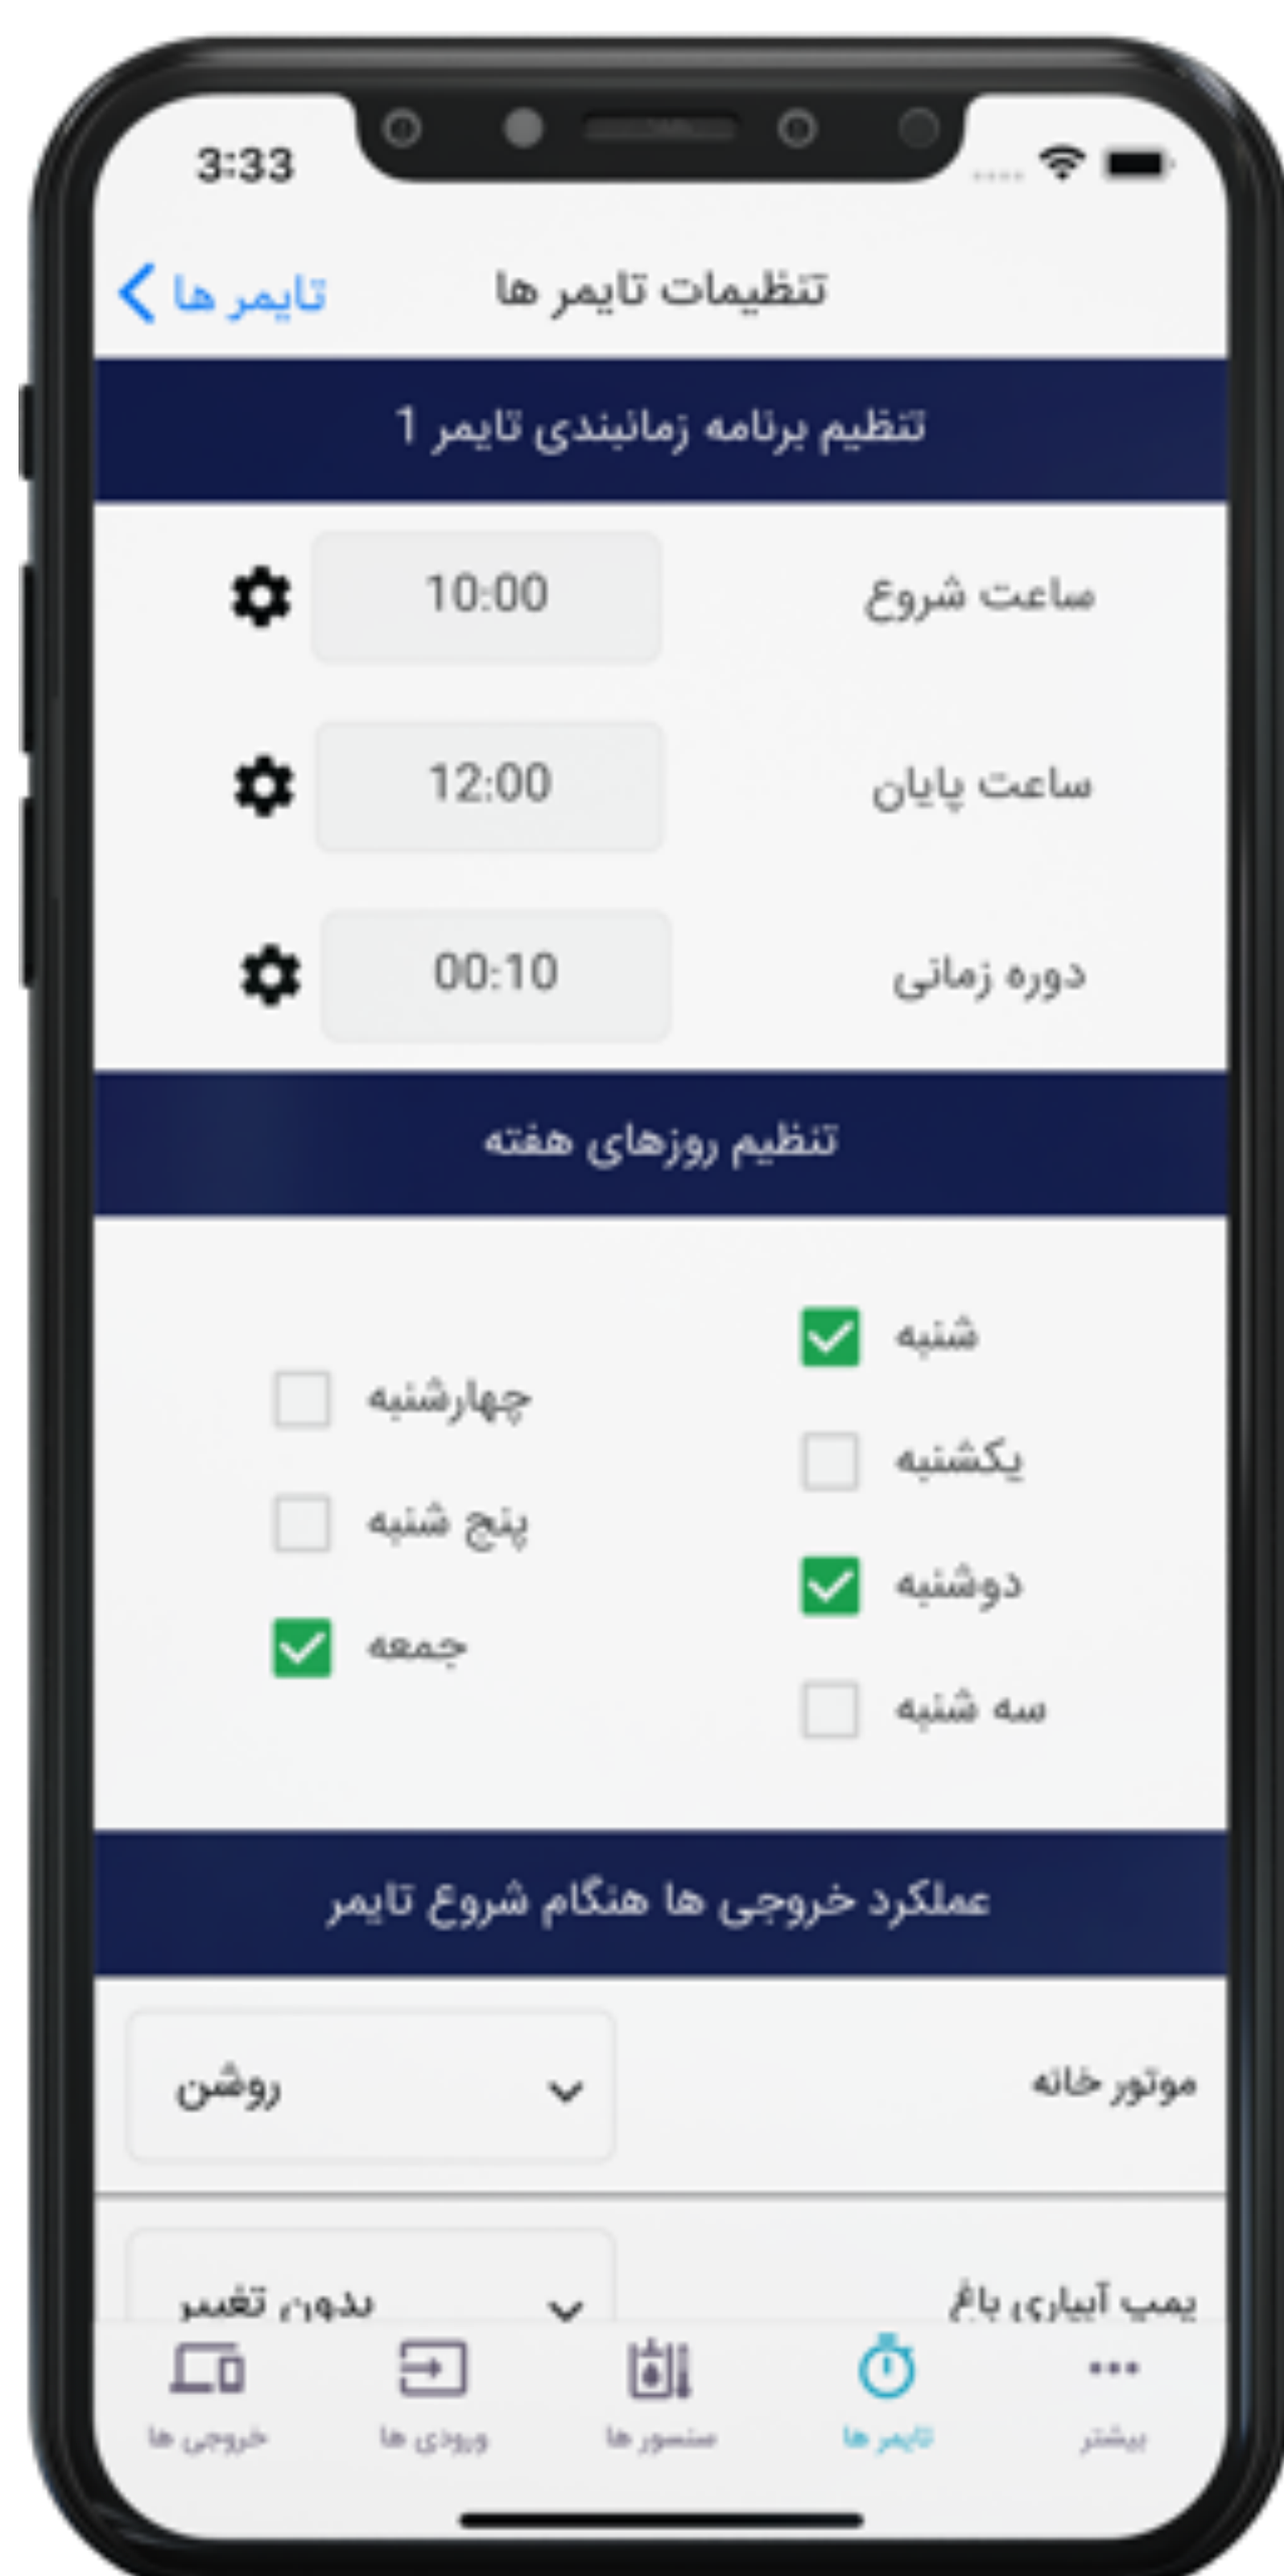 3:33
تایمر ها
تنظیمات تایمر ها
تنظیم برنامه زمانبندی تایمر 1
ساعت شروع 10:00
ساعت پایان 12:00
دوره زمانی 00:10
تنظیم روزهای هفته
شنبه
یکشنبه
دوشنبه
سه شنبه
چهارشنبه
پنج شنبه
جمعه
عملکرد خروجی ها هنگام شروع تایمر
موتور خانه روشن
پمپ آبیاری باغ بدون تغییر
بیشتر
تایمر ها
سنسور ها
ورودی ها
خروجی ها